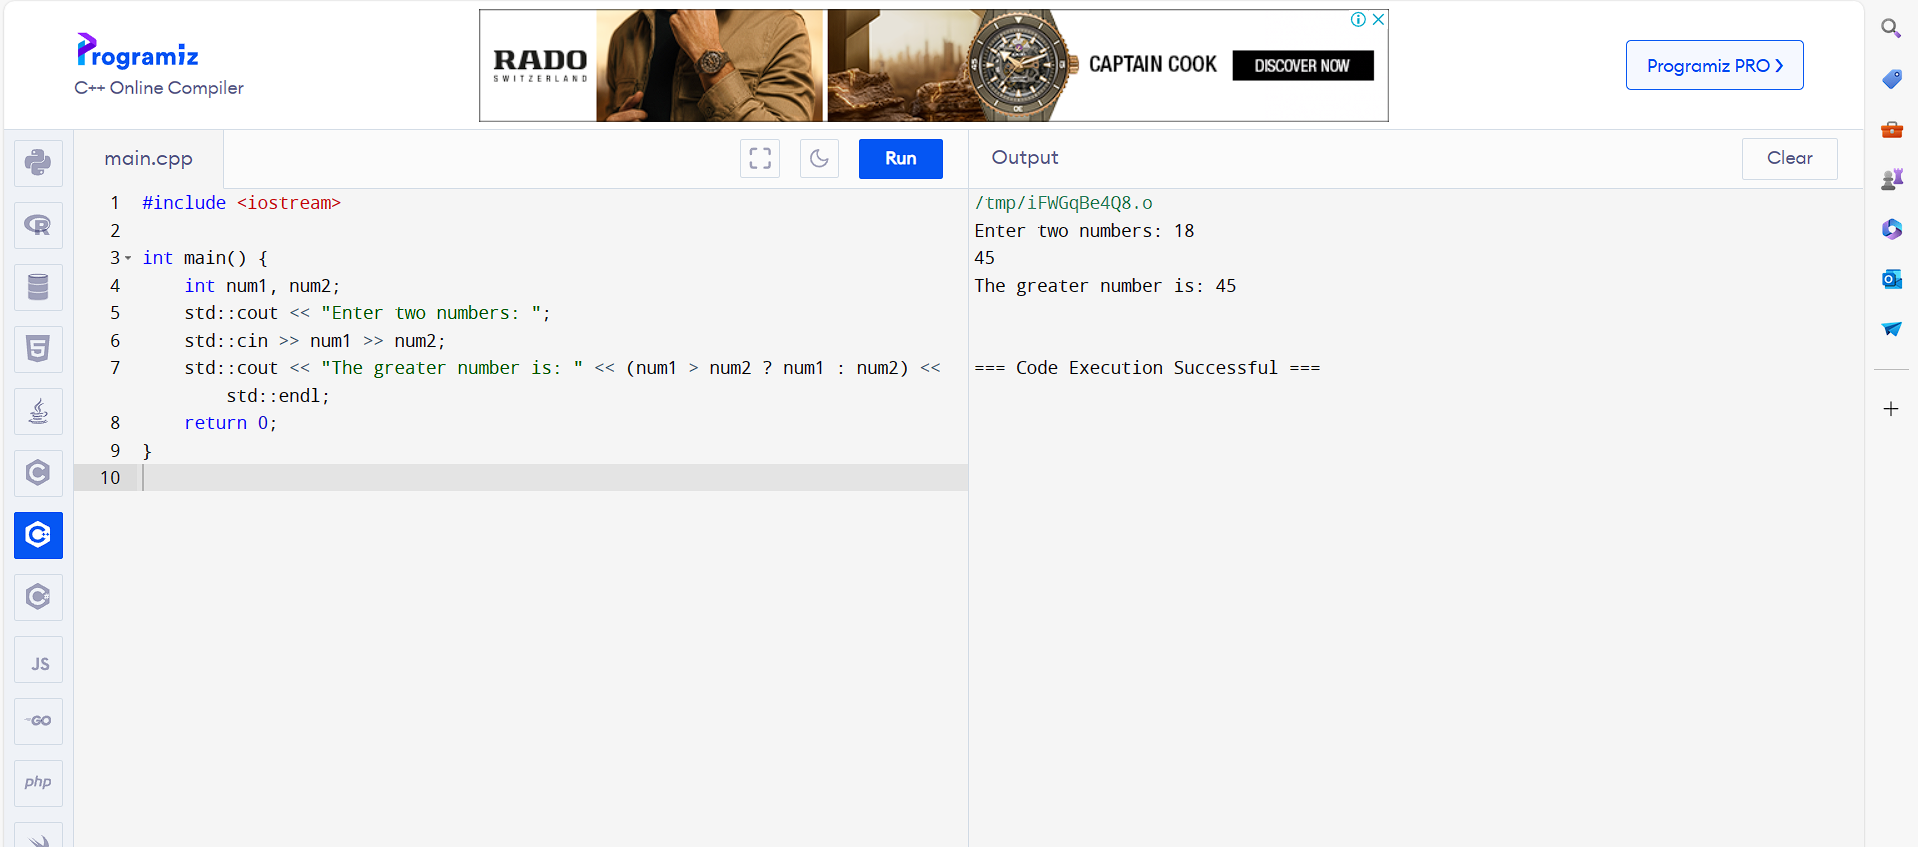 Programiz
C++ Online Compiler
RADO
SWITZERLAND
CAPTAIN COOK
DISCOVER NOW
Programiz PRO ❯
main.cpp
Run
Output
Clear
1 #include <iostream>
2
3 int main() {
4     int num1, num2;
5     std::cout << "Enter two numbers: ";
6     std::cin >> num1 >> num2;
7     std::cout << "The greater number is: " << (num1 > num2 ? num1 : num2) <<
        std::endl;
8     return 0;
9 }
10
/tmp/iFWGqBe4Q8.o
Enter two numbers: 18
45
The greater number is: 45
=== Code Execution Successful ===
R
5
C
C++
C#
JS
GO
php